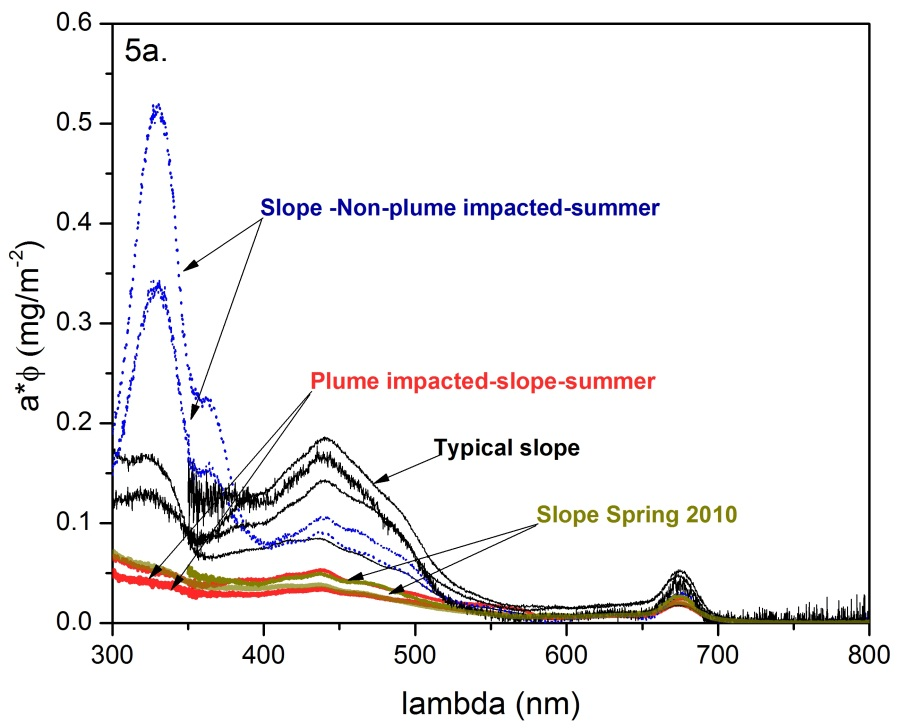 5a.
0.6
0.5
0.4
0.3
0.2
0.1
0.0
a*ϕ (mg/m⁻²)
Slope -Non-plume impacted-summer
Plume impacted-slope-summer
Typical slope
Slope Spring 2010
300 400 500 600 700 800
lambda (nm)